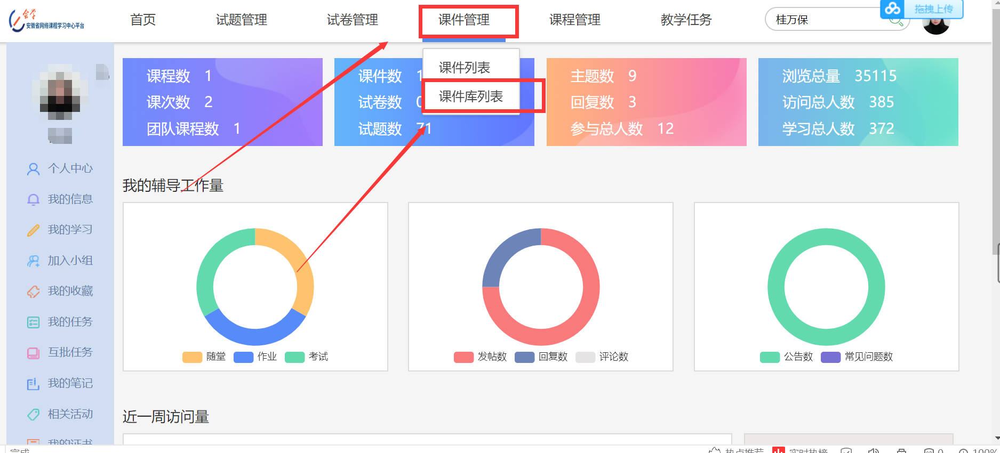 会学
安徽省网络课程学习中心平台
首页
试题管理
试卷管理
课件管理
课程管理
教学任务
桂万保
拖拽上传
课件列表
课件库列表
课程数 1
课次数 2
团队课程数 1
课件数 1
试卷数 0
试题数 71
主题数 9
回复数 3
参与总人数 12
浏览总量 35115
访问总人数 385
学习总人数 372
个人中心
我的信息
我的学习
加入小组
我的收藏
我的任务
互批任务
我的笔记
相关活动
我的证书
我的辅导工作量
随堂 作业 考试
发帖数 回复数 评论数
公告数 常见问题数
近一周访问量
完成
热点推荐
实时热榜
0
100%